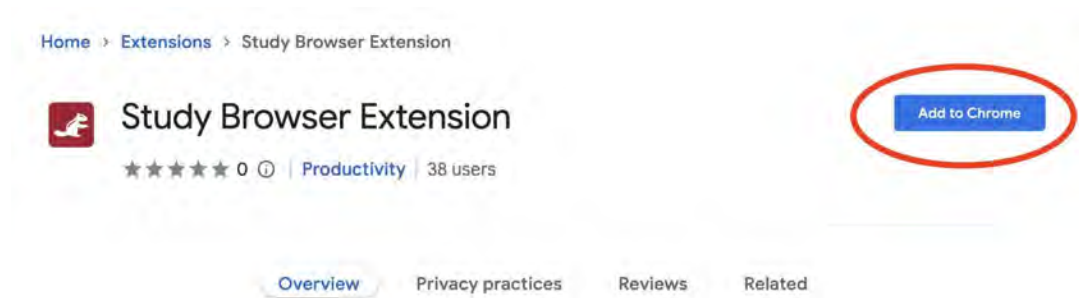 Home > Extensions > Study Browser Extension
Study Browser Extension
Add to Chrome
★★★★★ 0 ⓘ | Productivity | 38 users
Overview Privacy practices Reviews Related